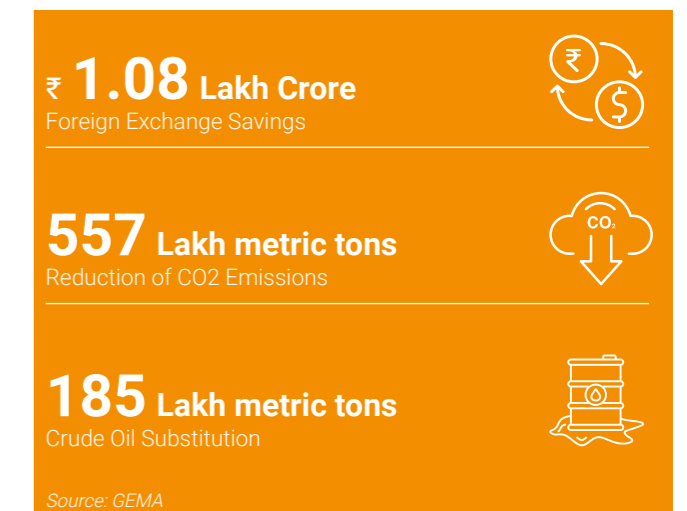 ₹ 1.08 Lakh Crore
Foreign Exchange Savings
₹
$
557 Lakh metric tons
Reduction of CO2 Emissions
CO₂
185 Lakh metric tons
Crude Oil Substitution
Source: GEMA